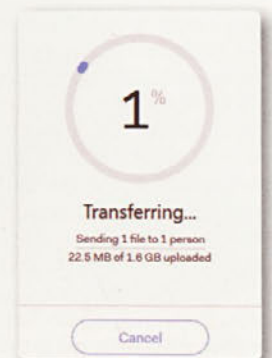 1%
Transferring...
Sending 1 file to 1 person
22.5 MB of 1.6 GB uploaded
Cancel